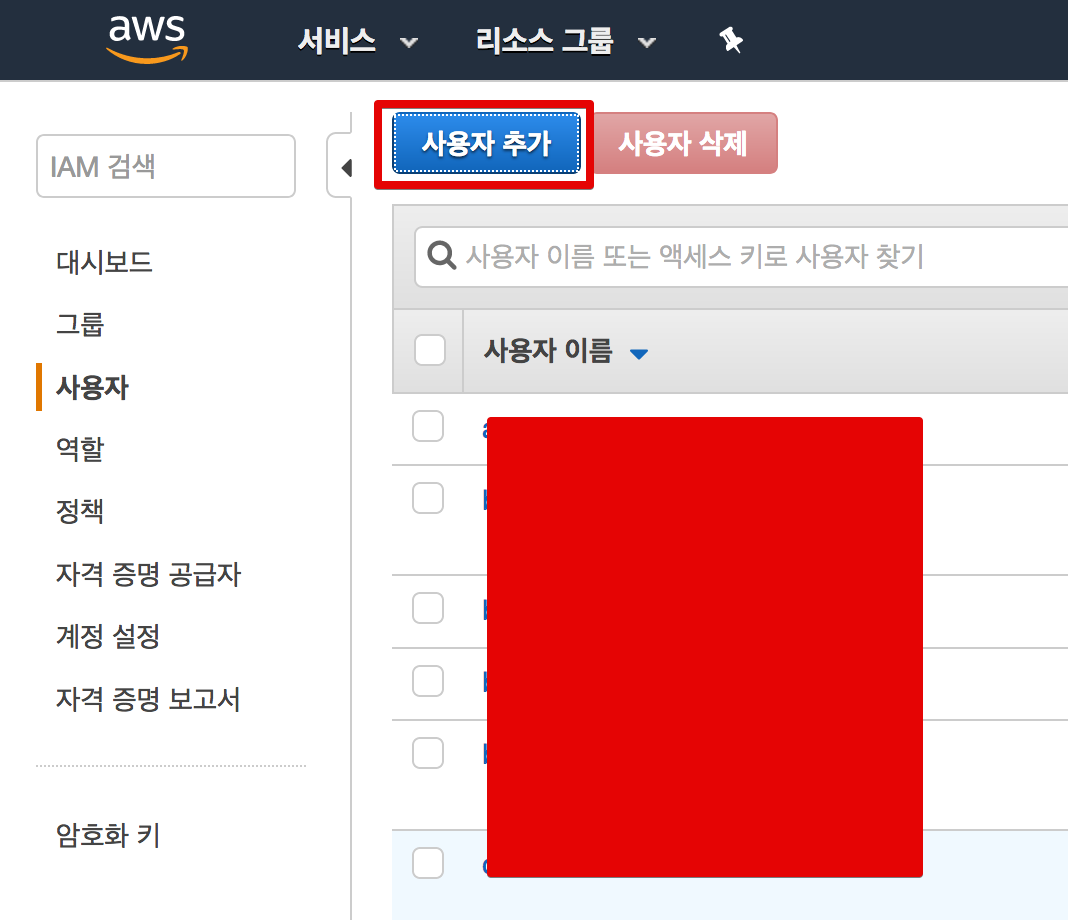 aws 서비스 리소스 그룹
IAM 검색
대시보드
그룹
사용자
역할
정책
자격 증명 공급자
계정 설정
자격 증명 보고서
암호화 키
사용자 추가 사용자 삭제
사용자 이름 또는 액세스 키로 사용자 찾기
사용자 이름